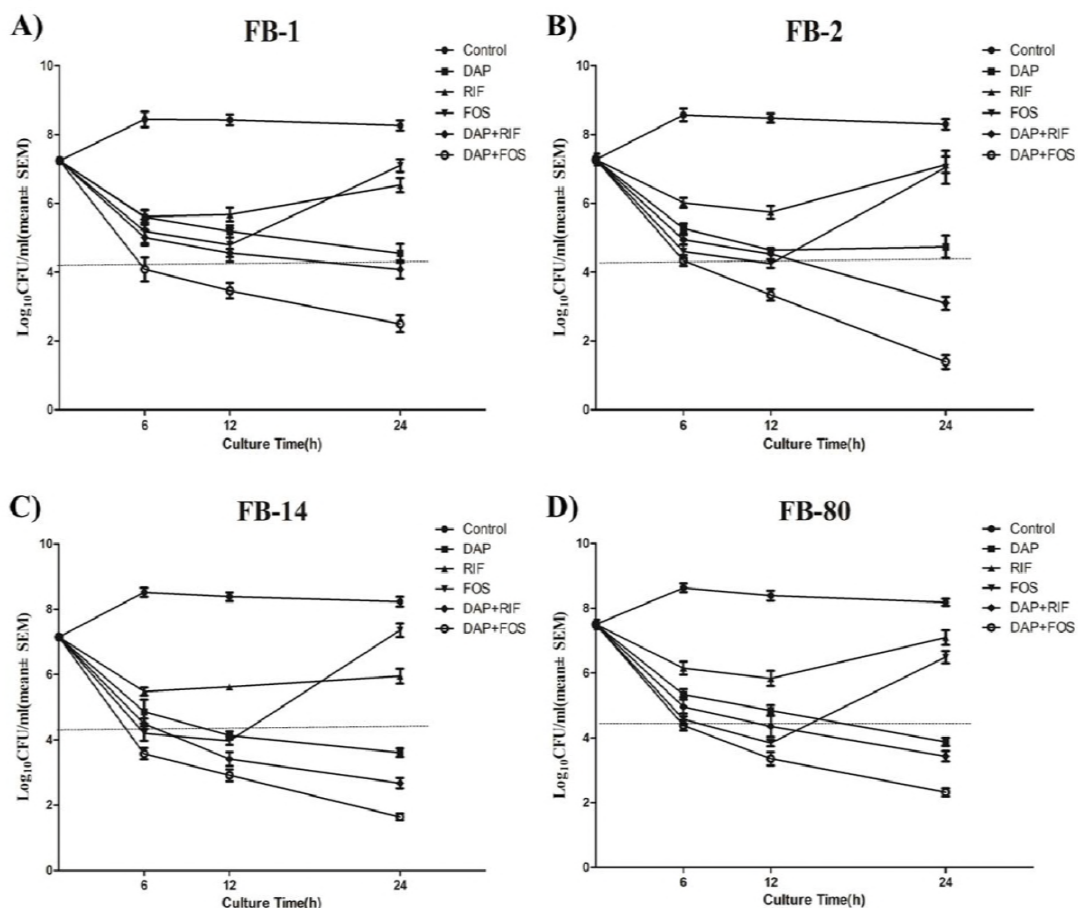 A)
FB-1
Control
DAP
RIF
FOS
DAP+RIF
DAP+FOS
10
8
6
4
2
0
Log10CFU/ml(mean± SEM)
6
12
24
Culture Time(h)
B)
FB-2
Control
DAP
RIF
FOS
DAP+RIF
DAP+FOS
10
8
6
4
2
0
Log10CFU/ml(mean± SEM)
6
12
24
Culture Time(h)
C)
FB-14
Control
DAP
RIF
FOS
DAP+RIF
DAP+FOS
10
8
6
4
2
0
Log10CFU/ml(mean± SEM)
6
12
24
Culture Time(h)
D)
FB-80
Control
DAP
RIF
FOS
DAP+RIF
DAP+FOS
10
8
6
4
2
0
Log10CFU/ml(mean± SEM)
6
12
24
Culture Time(h)